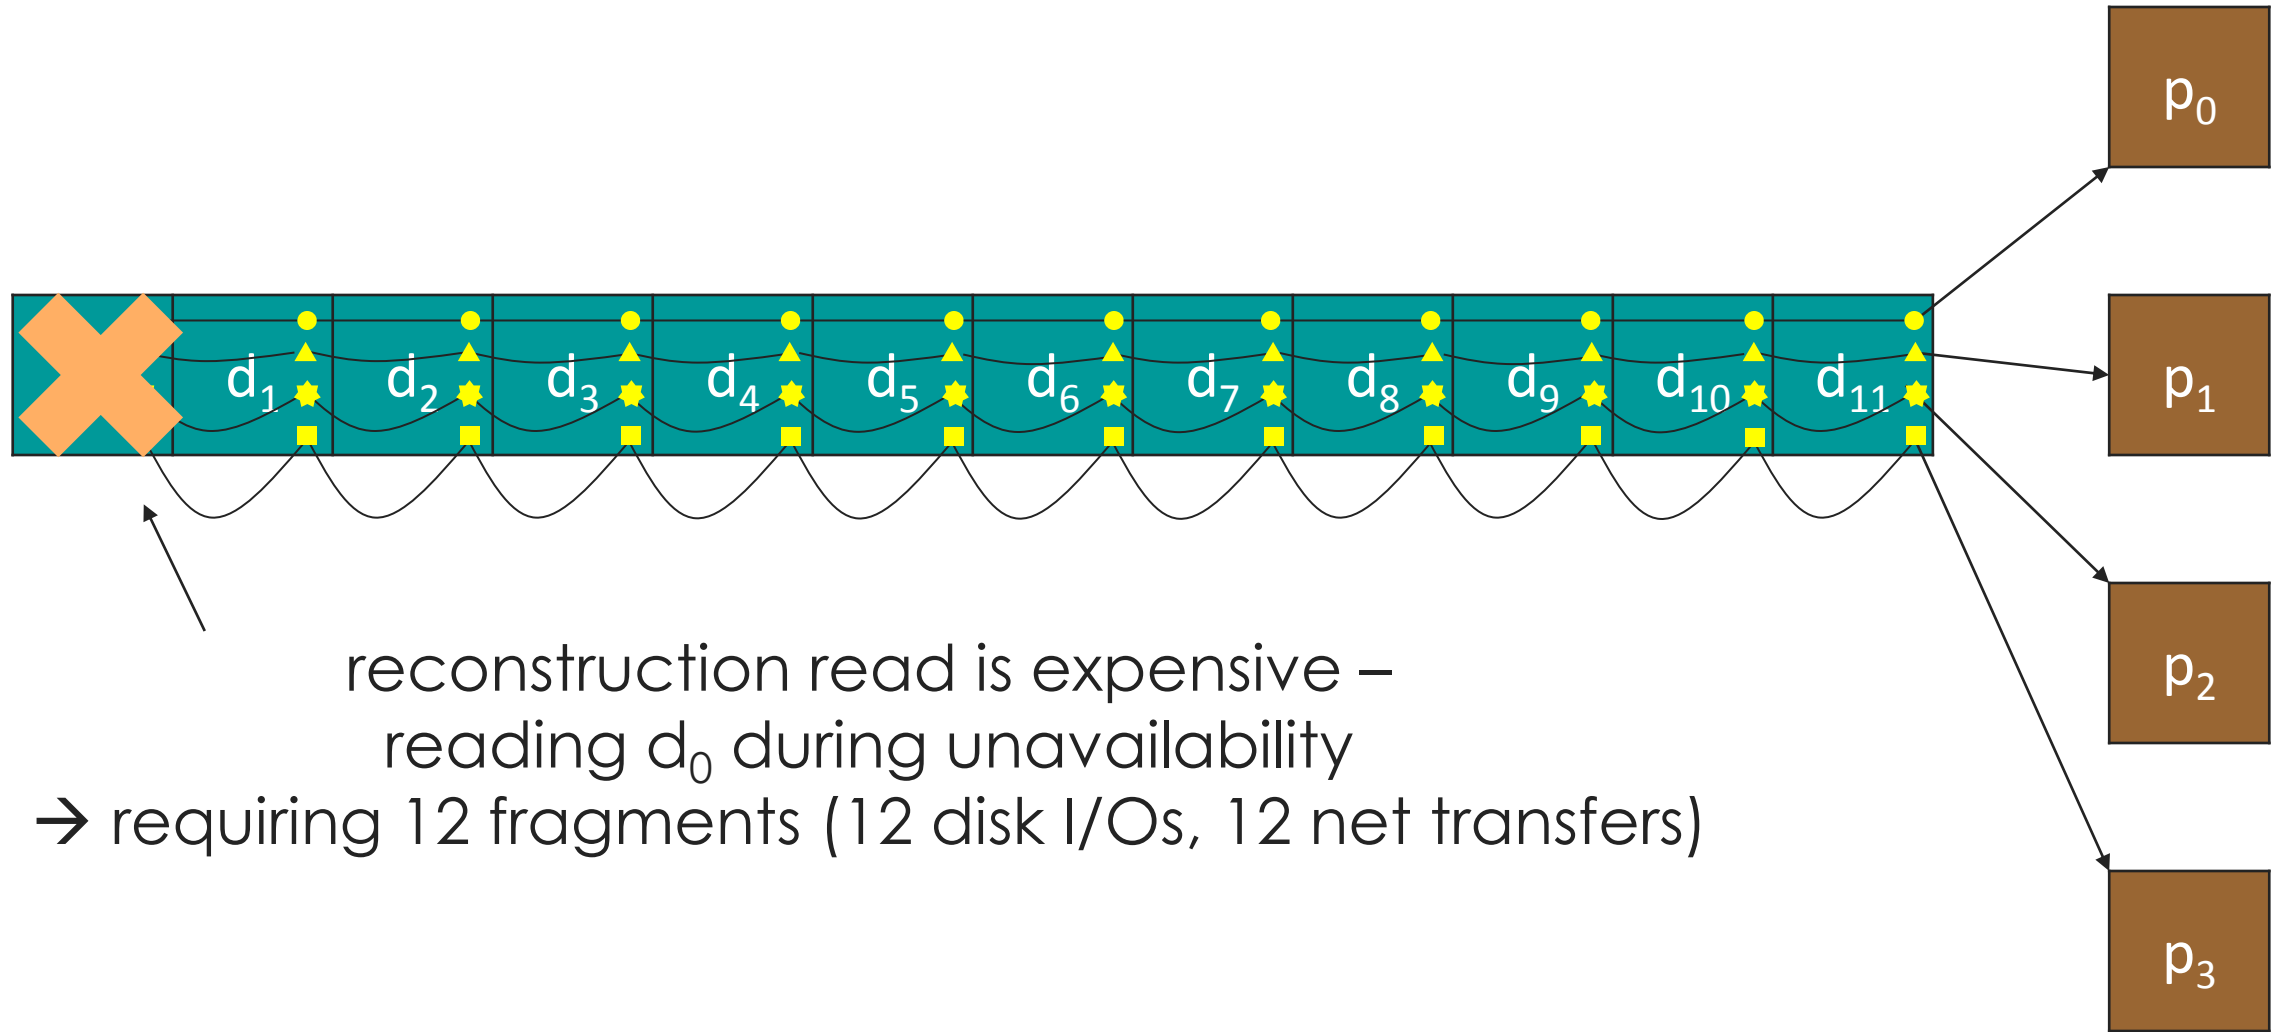 p₀
d₁ d₂ d₃ d₄ d₅ d₆ d₇ d₈ d₉ d₁₀ d₁₁
p₁
reconstruction read is expensive –
reading d₀ during unavailability
→ requiring 12 fragments (12 disk I/Os, 12 net transfers)
p₂
p₃